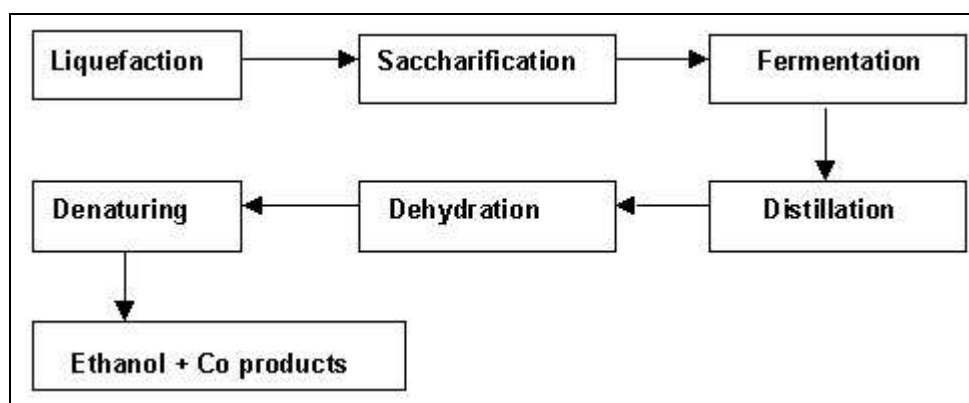 Liquefaction
Saccharification
Fermentation
Distillation
Dehydration
Denaturing
Ethanol + Co products